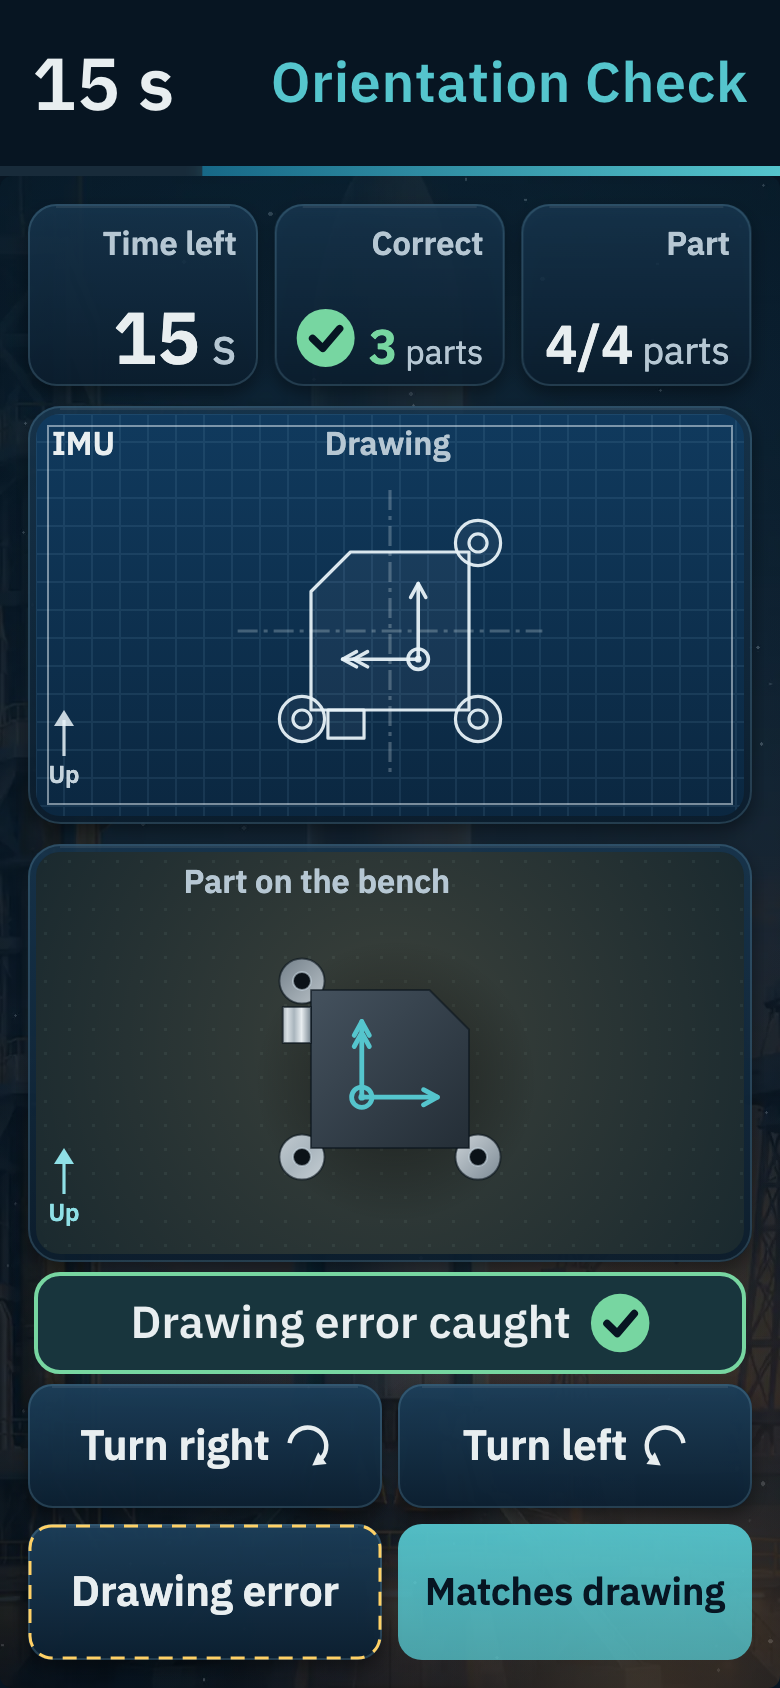 15 s
Orientation Check
Time left
15 s
Correct
3 parts
Part
4/4 parts
IMU
Drawing
Up
Part on the bench
Up
Drawing error caught
Turn right
Turn left
Drawing error
Matches drawing